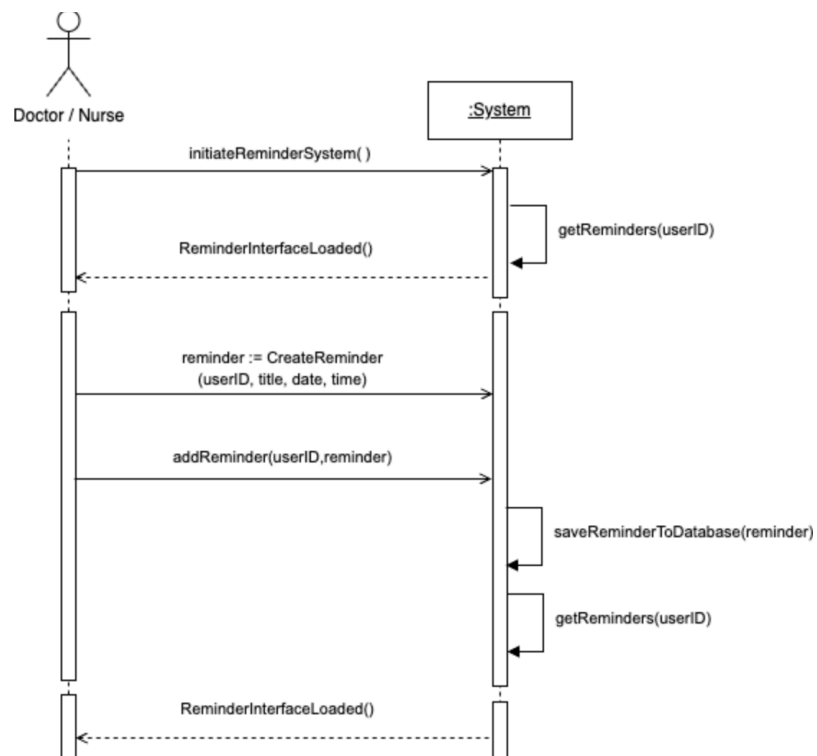 Doctor / Nurse
:System
initiateReminderSystem( )
getReminders(userID)
ReminderInterfaceLoaded()
reminder := CreateReminder
(userID, title, date, time)
addReminder(userID,reminder)
saveReminderToDatabase(reminder)
getReminders(userID)
ReminderInterfaceLoaded()